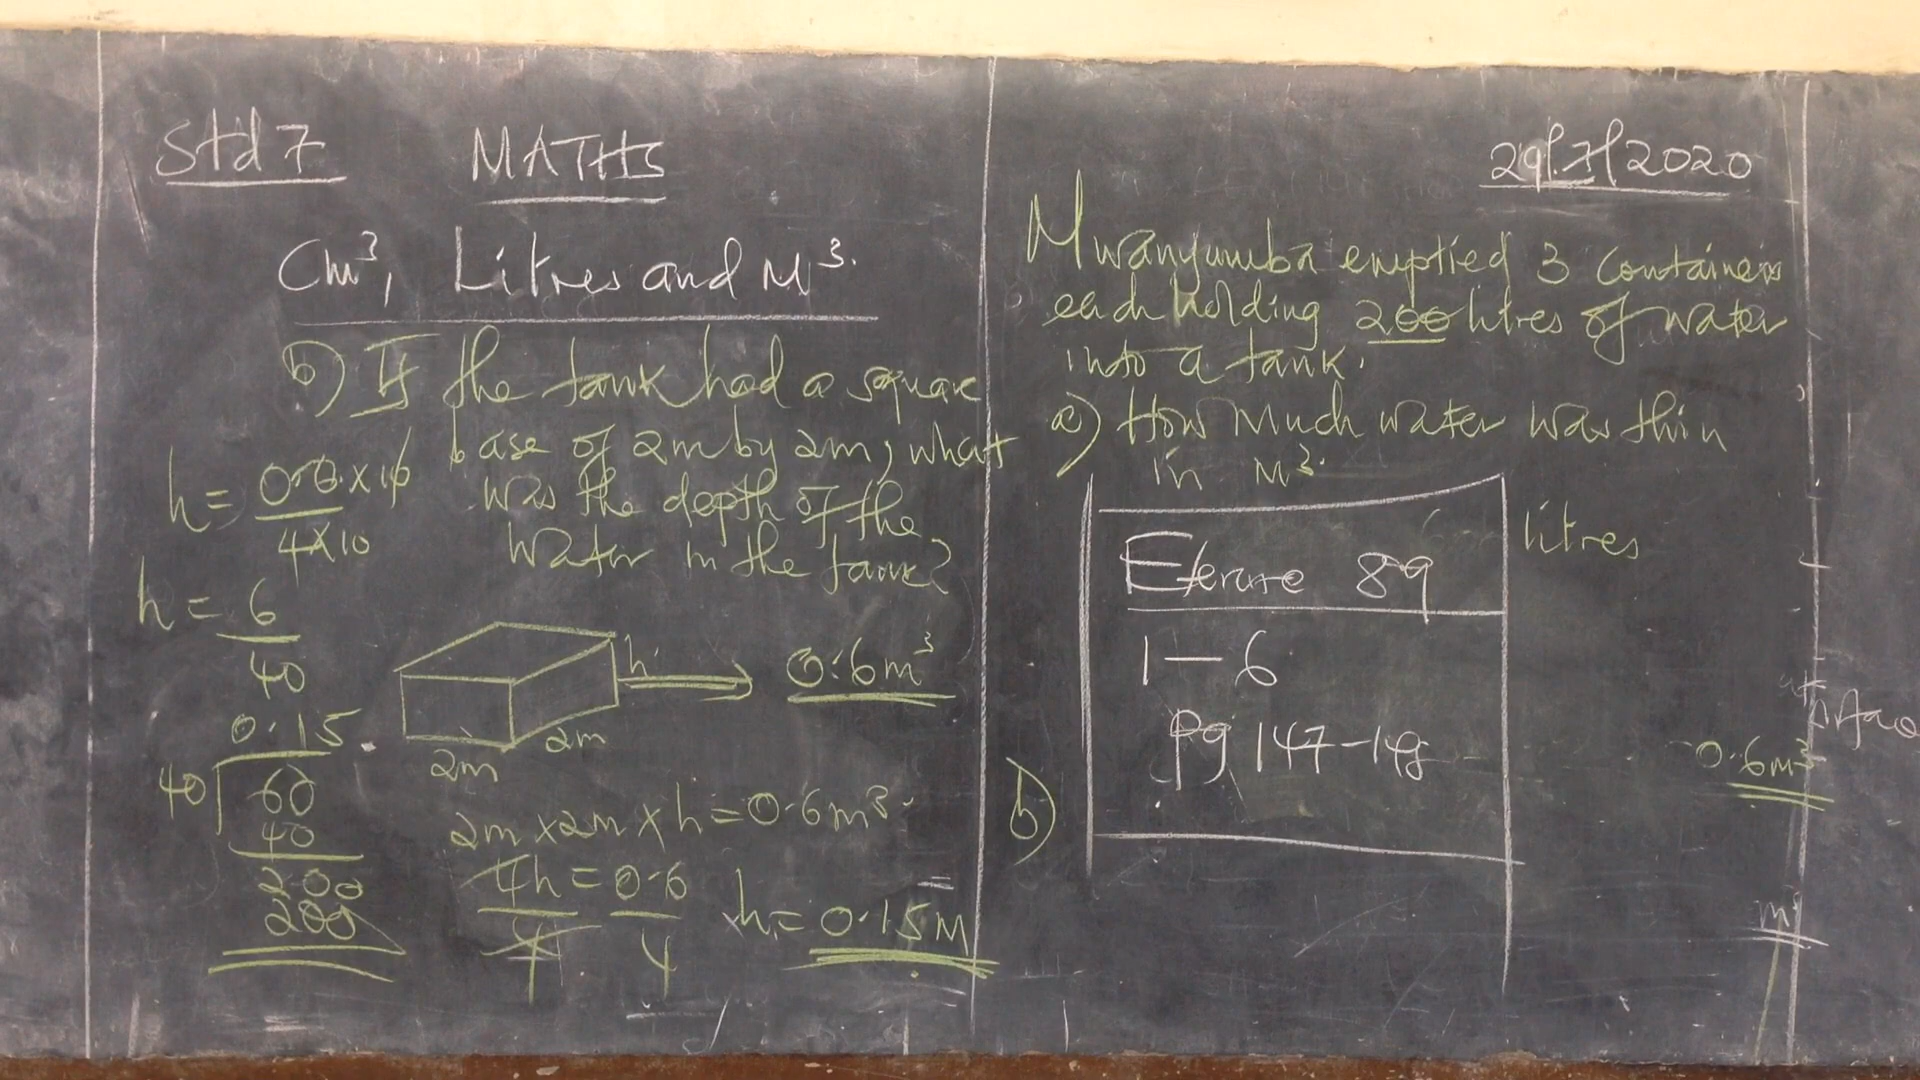 Std 7 MATHS 29/7/2020
Cm³, Litres and M³.
b) If the tank had a square
base of 2m by 2m, what
was the depth of the
water in the tank?
h = 0.6 x 10
4 x 10
h = 6
40
0.15
40 60
40
200
200
h
0.6m³
2m
2m
2m x 2m x h = 0.6m³.
4h = 0.6
4 4
h = 0.15M
Mwanyumba emptied 3 containers
each holding 200 litres of water
into a tank.
a) How Much water was this in
in M³.
litres
Exercise 89
1 — 6
Pg 147-148
0.6m³
b)
m³